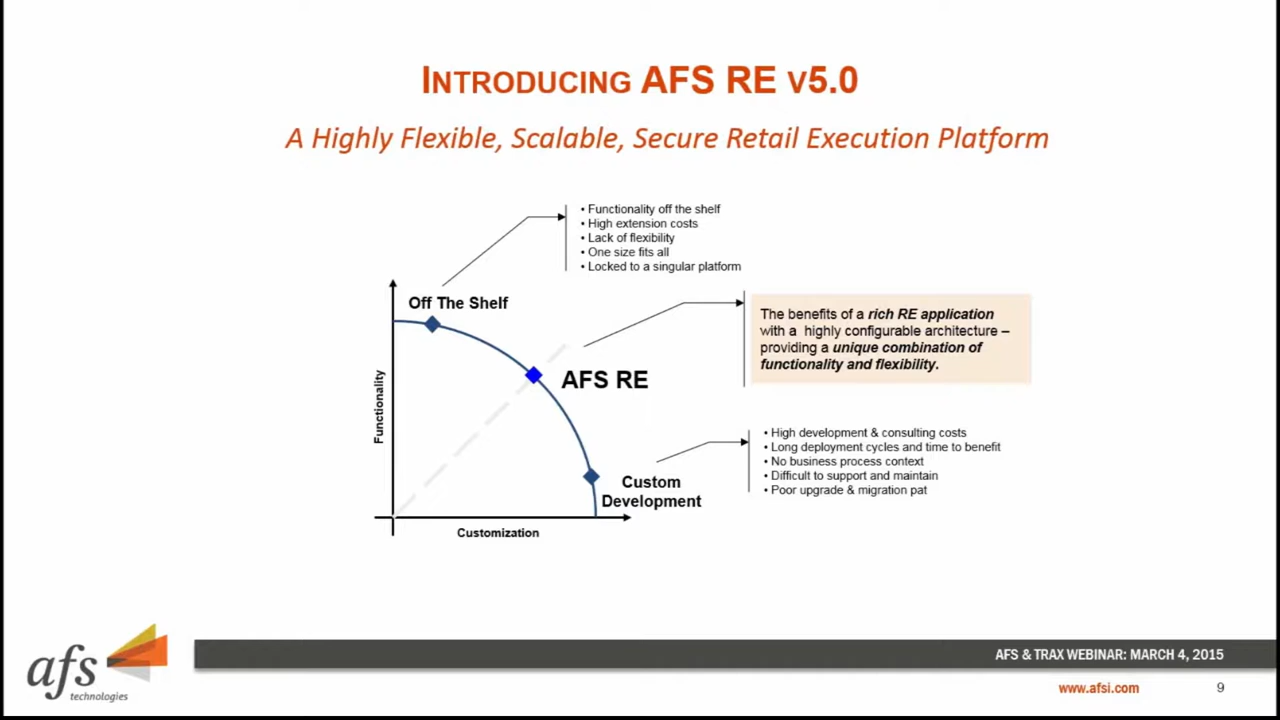 INTRODUCING AFS RE V5.0
A Highly Flexible, Scalable, Secure Retail Execution Platform
• Functionality off the shelf
• High extension costs
• Lack of flexibility
• One size fits all
• Locked to a singular platform
Off The Shelf
The benefits of a rich RE application
with a highly configurable architecture –
providing a unique combination of
functionality and flexibility.
AFS RE
Functionality
• High development & consulting costs
• Long deployment cycles and time to benefit
• No business process context
• Difficult to support and maintain
• Poor upgrade & migration pat
Custom
Development
Customization
afs
technologies
AFS & TRAX WEBINAR: MARCH 4, 2015
www.afsi.com
9